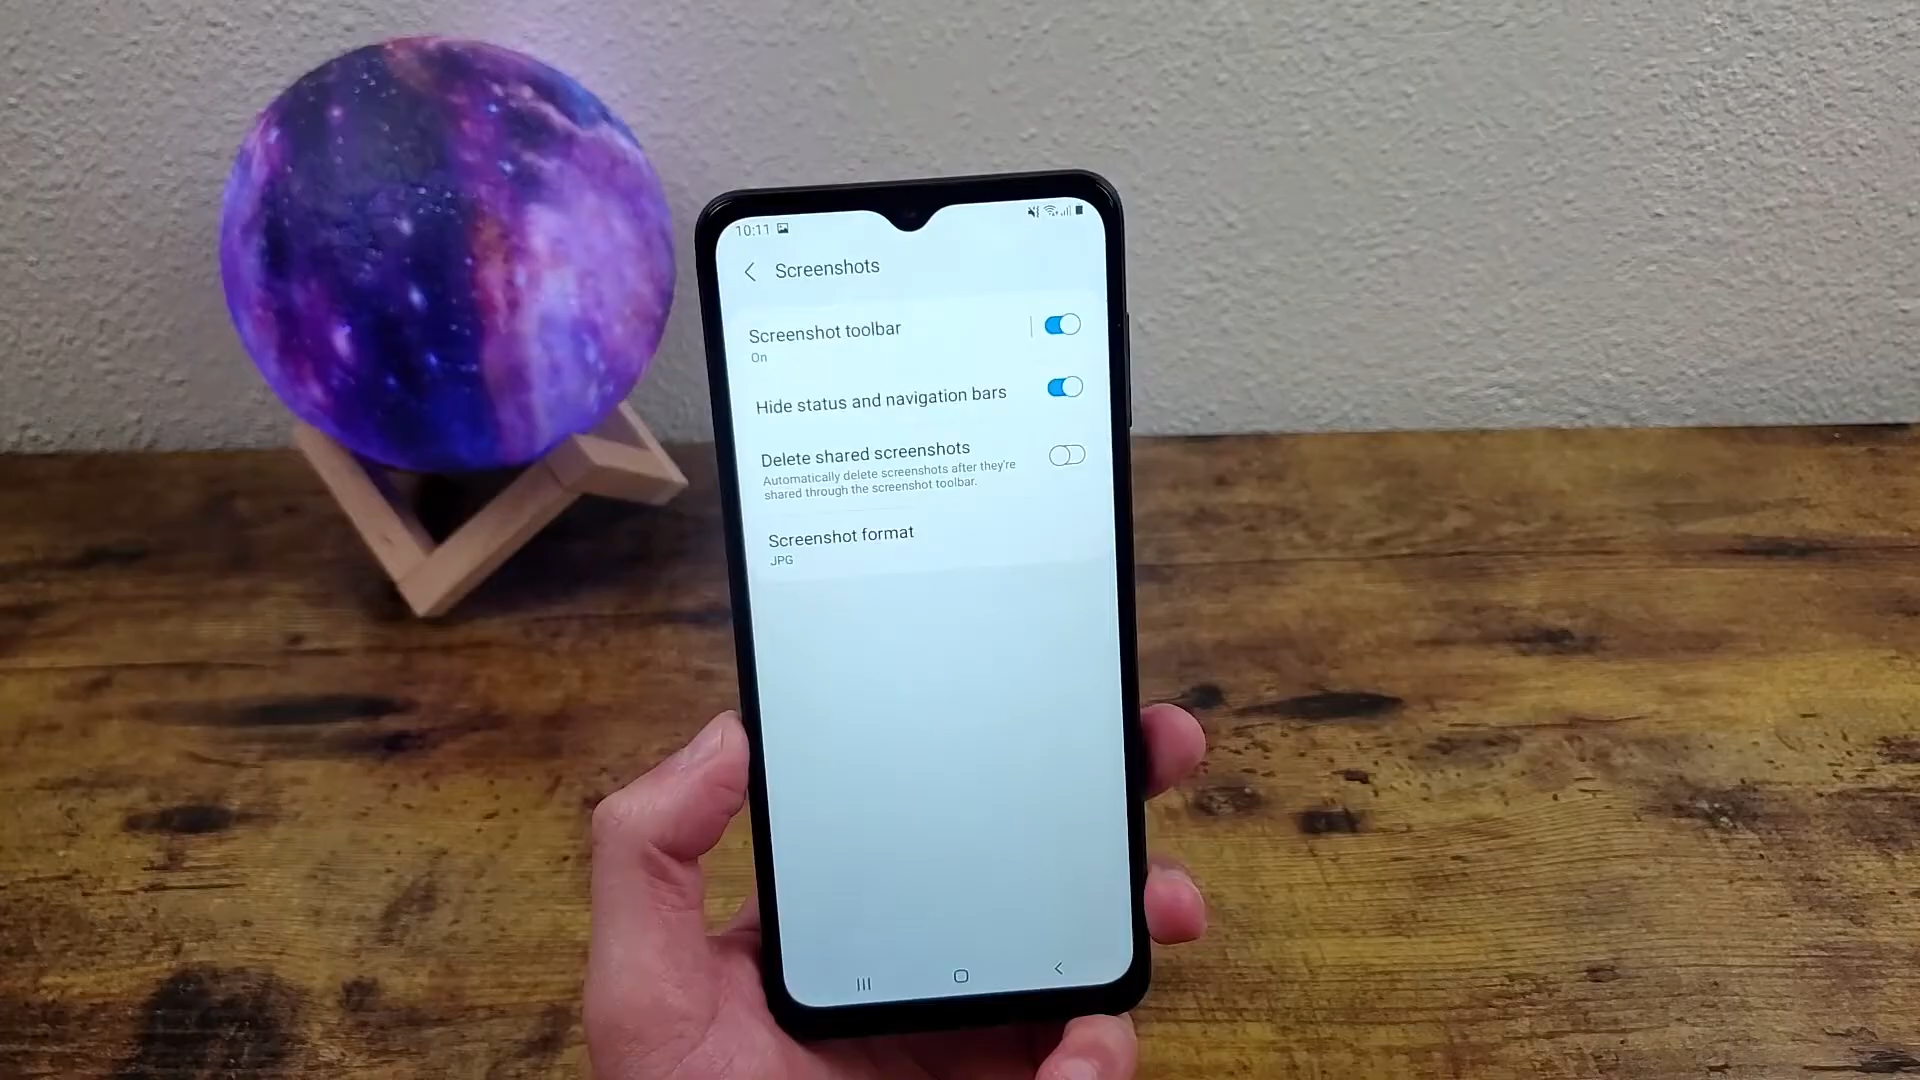 10:11
Screenshots
Screenshot toolbar
On
Hide status and navigation bars
Delete shared screenshots
Automatically delete screenshots after they're
shared through the screenshot toolbar.
Screenshot format
JPG